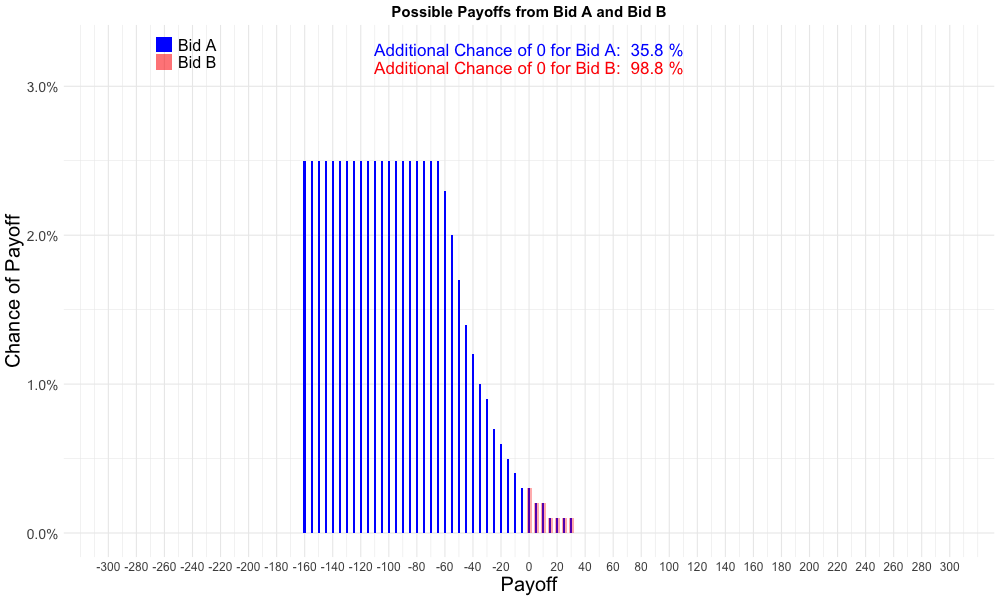 Possible Payoffs from Bid A and Bid B
Bid A
Bid B
Additional Chance of 0 for Bid A:  35.8 %
Additional Chance of 0 for Bid B:  98.8 %
Chance of Payoff
3.0%
2.0%
1.0%
0.0%
-300 -280 -260 -240 -220 -200 -180 -160 -140 -120 -100 -80 -60 -40 -20 0 20 40 60 80 100 120 140 160 180 200 220 240 260 280 300
Payoff